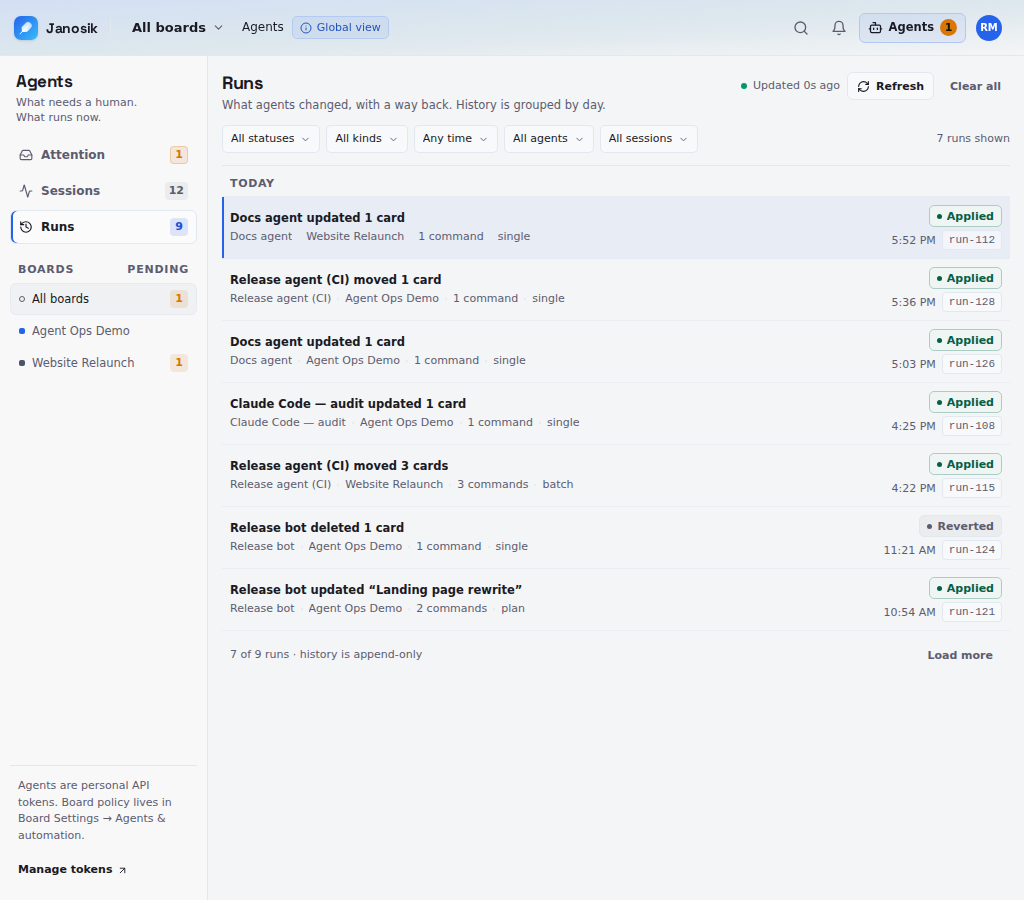 Janosik
All boards
Agents
Global view
Agents 1
RM
Agents
What needs a human.
What runs now.
Attention 1
Sessions 12
Runs 9
BOARDS PENDING
All boards 1
Agent Ops Demo
Website Relaunch 1
Agents are personal API
tokens. Board policy lives in
Board Settings → Agents &
automation.
Manage tokens
Runs
What agents changed, with a way back. History is grouped by day.
Updated 0s ago
Refresh
Clear all
All statuses
All kinds
Any time
All agents
All sessions
7 runs shown
TODAY
Docs agent updated 1 card
Applied
Docs agent Website Relaunch 1 command single
5:52 PM run-112
Release agent (CI) moved 1 card
Applied
Release agent (CI) · Agent Ops Demo · 1 command · single
5:36 PM run-128
Docs agent updated 1 card
Applied
Docs agent · Agent Ops Demo · 1 command · single
5:03 PM run-126
Claude Code — audit updated 1 card
Applied
Claude Code — audit · Agent Ops Demo · 1 command · single
4:25 PM run-108
Release agent (CI) moved 3 cards
Applied
Release agent (CI) · Website Relaunch · 3 commands · batch
4:22 PM run-115
Release bot deleted 1 card
Reverted
Release bot · Agent Ops Demo · 1 command · single
11:21 AM run-124
Release bot updated “Landing page rewrite”
Applied
Release bot · Agent Ops Demo · 2 commands · plan
10:54 AM run-121
7 of 9 runs · history is append-only
Load more